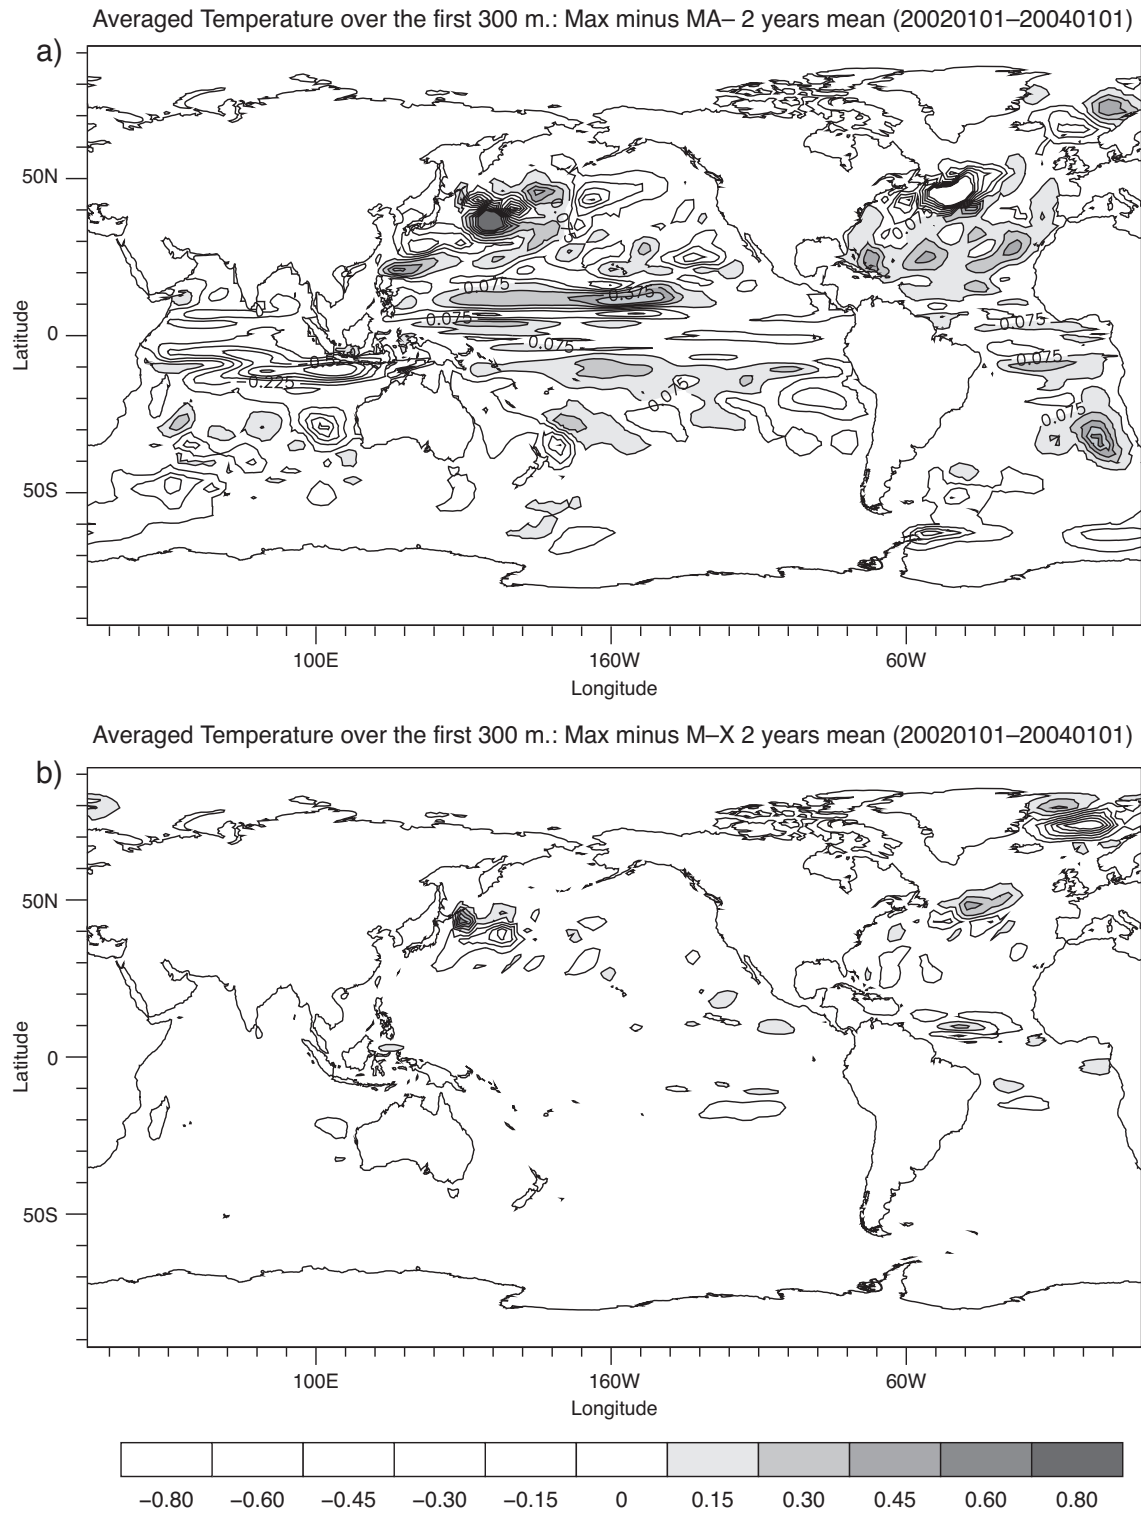 Averaged Temperature over the first 300 m.: Max minus MA– 2 years mean (20020101–20040101)
a)
50N
0
50S
Latitude
0.075
0.375
0.075
0.075
0.225
0.075
0.075
0.075
0.075
0.075
0
100E 160W 60W
Longitude
Averaged Temperature over the first 300 m.: Max minus M–X 2 years mean (20020101–20040101)
b)
50N
0
50S
Latitude
100E 160W 60W
Longitude
–0.80 –0.60 –0.45 –0.30 –0.15 0 0.15 0.30 0.45 0.60 0.80